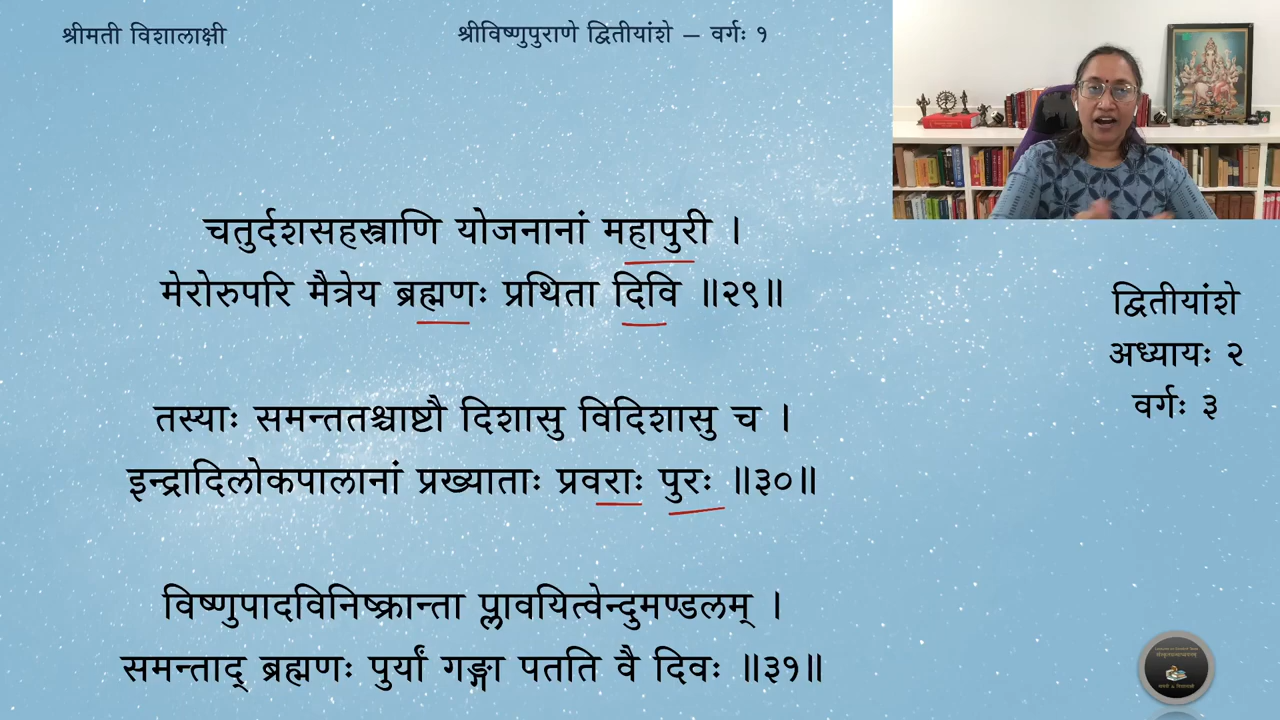 श्रीमती विशालाक्षी
श्रीविष्णुपुराणे द्वितीयांशे – वर्गः १
चतुर्दशसहस्त्राणि योजनानां महापुरी ।
मेरोरुपरि मैत्रेय ब्रह्मणः प्रथिता दिवि ॥२९॥
तस्याः समन्ततश्चाष्टौ दिशासु विदिशासु च ।
इन्द्रादिलोकपालानां प्रख्याताः प्रवराः पुरः ॥३०॥
विष्णुपादविनिष्क्रान्ता प्लावयित्वेन्दुमण्डलम् ।
समन्ताद् ब्रह्मणः पुर्यां गङ्गा पतति वै दिवः ॥३१॥
द्वितीयांशे
अध्यायः २
वर्गः ३